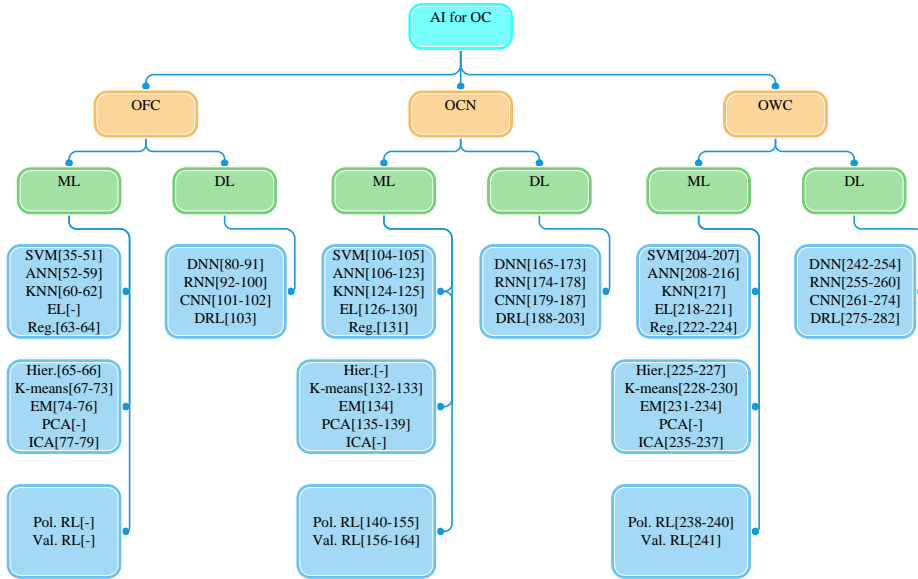 AI for OC
OFC
OCN
OWC
ML
DL
ML
DL
ML
DL
SVM[35-51]
ANN[52-59]
KNN[60-62]
EL[-]
Reg.[63-64]
DNN[80-91]
RNN[92-100]
CNN[101-102]
DRL[103]
SVM[104-105]
ANN[106-123]
KNN[124-125]
EL[126-130]
Reg.[131]
DNN[165-173]
RNN[174-178]
CNN[179-187]
DRL[188-203]
SVM[204-207]
ANN[208-216]
KNN[217]
EL[218-221]
Reg.[222-224]
DNN[242-254]
RNN[255-260]
CNN[261-274]
DRL[275-282]
Hier.[65-66]
K-means[67-73]
EM[74-76]
PCA[-]
ICA[77-79]
Hier.[-]
K-means[132-133]
EM[134]
PCA[135-139]
ICA[-]
Hier.[225-227]
K-means[228-230]
EM[231-234]
PCA[-]
ICA[235-237]
Pol. RL[-]
Val. RL[-]
Pol. RL[140-155]
Val. RL[156-164]
Pol. RL[238-240]
Val. RL[241]